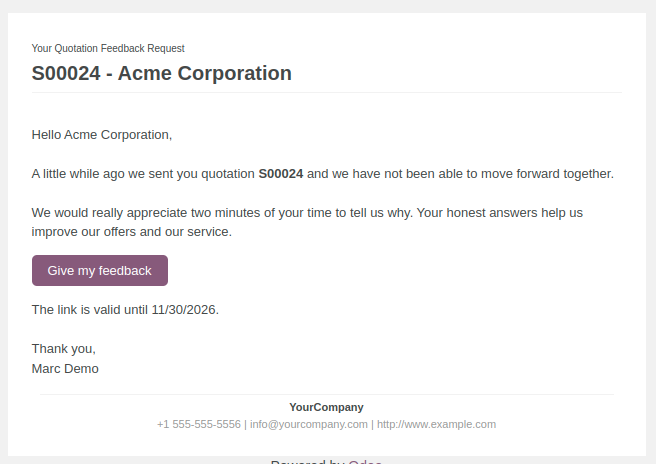 Your Quotation Feedback Request
S00024 - Acme Corporation
Hello Acme Corporation,
A little while ago we sent you quotation S00024 and we have not been able to move forward together.
We would really appreciate two minutes of your time to tell us why. Your honest answers help us
improve our offers and our service.
Give my feedback
The link is valid until 11/30/2026.
Thank you,
Marc Demo
YourCompany
+1 555-555-5556 | info@yourcompany.com | http://www.example.com
Powered by Odoo